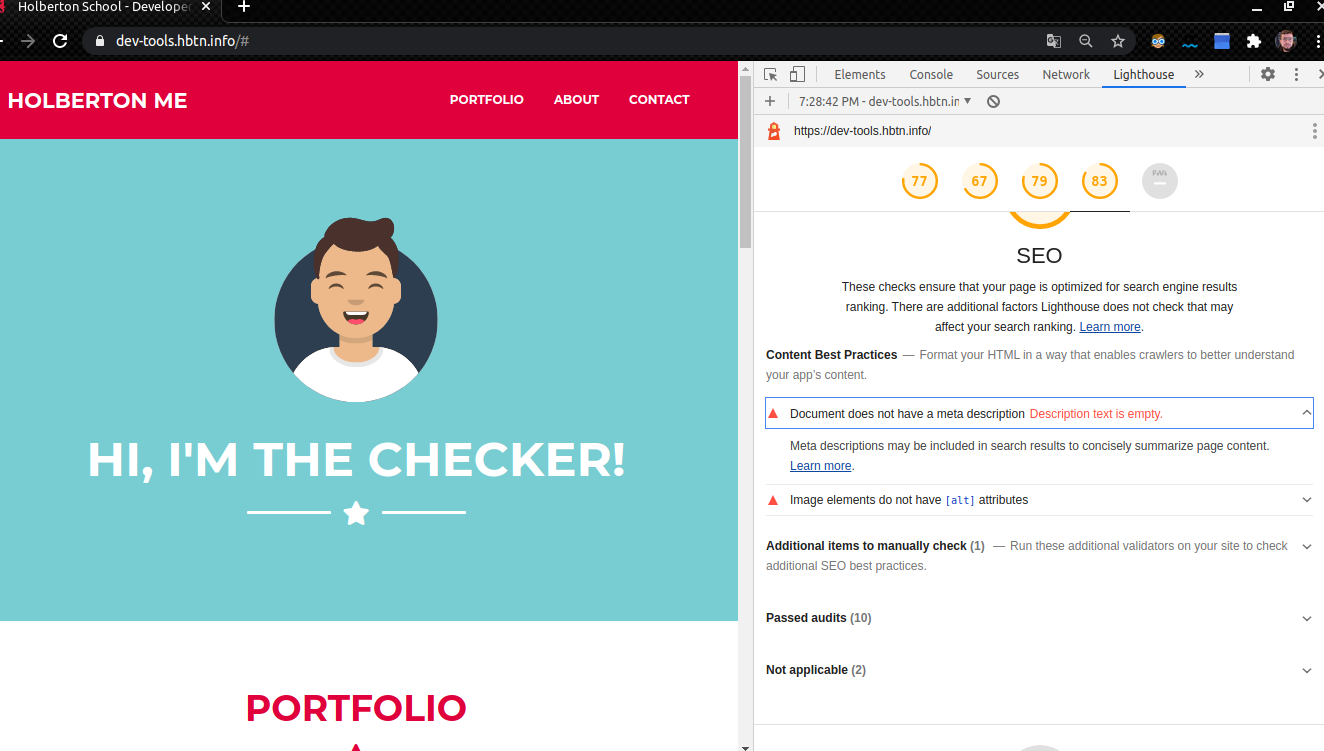 Holberton School - Develope
dev-tools.hbtn.info/#
HOLBERTON ME
PORTFOLIO
ABOUT
CONTACT
HI, I'M THE CHECKER!
PORTFOLIO
Elements
Console
Sources
Network
Lighthouse
7:28:42 PM - dev-tools.hbtn.in
https://dev-tools.hbtn.info/
77
67
79
83
PWA
SEO
These checks ensure that your page is optimized for search engine results
ranking. There are additional factors Lighthouse does not check that may
affect your search ranking. Learn more.
Content Best Practices — Format your HTML in a way that enables crawlers to better understand
your app's content.
Document does not have a meta description Description text is empty.
Meta descriptions may be included in search results to concisely summarize page content.
Learn more.
Image elements do not have [alt] attributes
Additional items to manually check (1) — Run these additional validators on your site to check
additional SEO best practices.
Passed audits (10)
Not applicable (2)